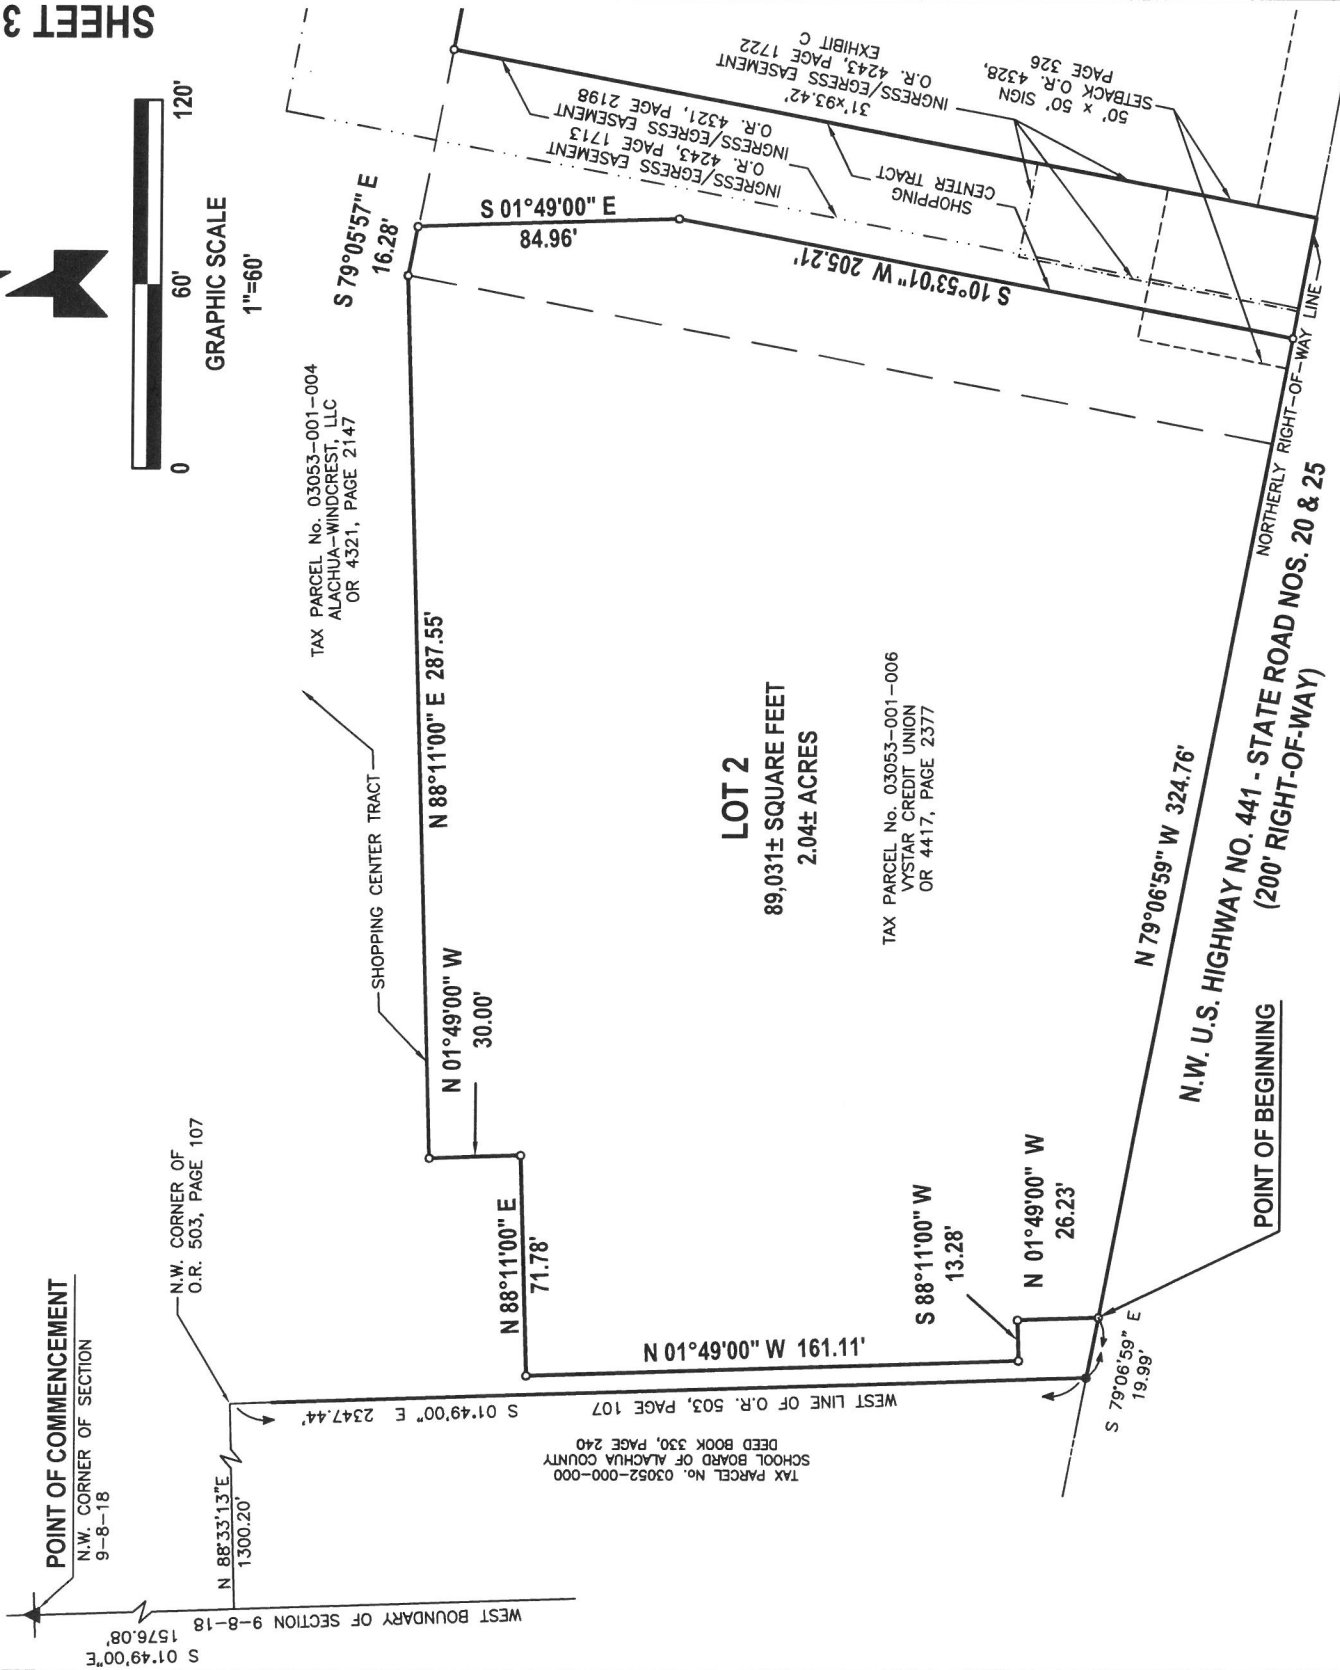 SHEET 3
0
60'
120'
GRAPHIC SCALE
1"=60'
POINT OF COMMENCEMENT
N.W. CORNER OF SECTION
9-8-18
S 01°49'00"E
1576.08'
WEST BOUNDARY OF SECTION 9-8-18
N 88°33'13"E
1300.20'
N.W. CORNER OF
O.R. 503, PAGE 107
S 01°49'00" E 2347.44'
WEST LINE OF O.R. 503, PAGE 107
TAX PARCEL No. 03052-000-000
SCHOOL BOARD OF ALACHUA COUNTY
DEED BOOK 330, PAGE 240
N 88°11'00" E
71.78'
N 01°49'00" W
30.00'
SHOPPING CENTER TRACT
N 88°11'00" E 287.55'
TAX PARCEL No. 03053-001-004
ALACHUA-WINDCREST, LLC
OR 4321, PAGE 2147
S 79°05'57" E
16.28'
S 01°49'00" E
84.96'
S 10°53'01" W 205.21'
INGRESS/EGRESS EASEMENT
O.R. 4243, PAGE 1713
INGRESS/EGRESS EASEMENT
O.R. 4321, PAGE 2198
SHOPPING
CENTER TRACT
31'x93.42'
INGRESS/EGRESS EASEMENT
O.R. 4243, PAGE 1722
EXHIBIT C
50' x 50' SIGN
SETBACK O.R. 4328,
PAGE 326
LOT 2
89,031± SQUARE FEET
2.04± ACRES
TAX PARCEL No. 03053-001-006
VYSTAR CREDIT UNION
OR 4417, PAGE 2377
N 01°49'00" W 161.11'
S 88°11'00" W
13.28'
N 01°49'00" W
26.23'
S 79°06'59" E
19.99'
POINT OF BEGINNING
N 79°06'59" W 324.76'
NORTHERLY RIGHT-OF-WAY LINE
N.W. U.S. HIGHWAY NO. 441 - STATE ROAD NOS. 20 & 25
(200' RIGHT-OF-WAY)